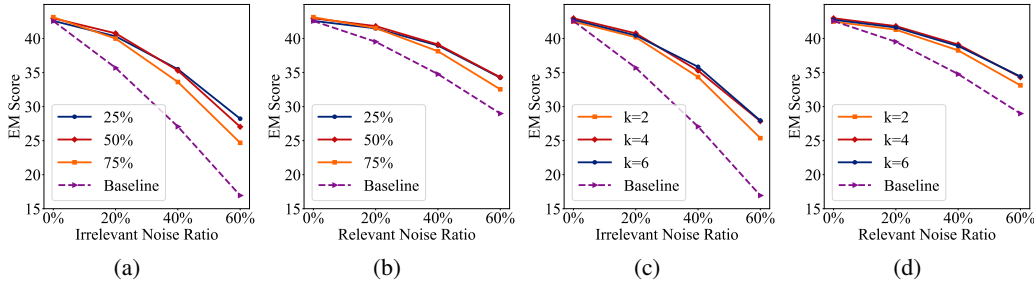 EM Score
40
35
30
25
20
15
25%
50%
75%
Baseline
0% 20% 40% 60%
Irrelevant Noise Ratio
(a)
EM Score
40
35
30
25
20
15
25%
50%
75%
Baseline
0% 20% 40% 60%
Relevant Noise Ratio
(b)
EM Score
40
35
30
25
20
15
k=2
k=4
k=6
Baseline
0% 20% 40% 60%
Irrelevant Noise Ratio
(c)
EM Score
40
35
30
25
20
15
k=2
k=4
k=6
Baseline
0% 20% 40% 60%
Relevant Noise Ratio
(d)